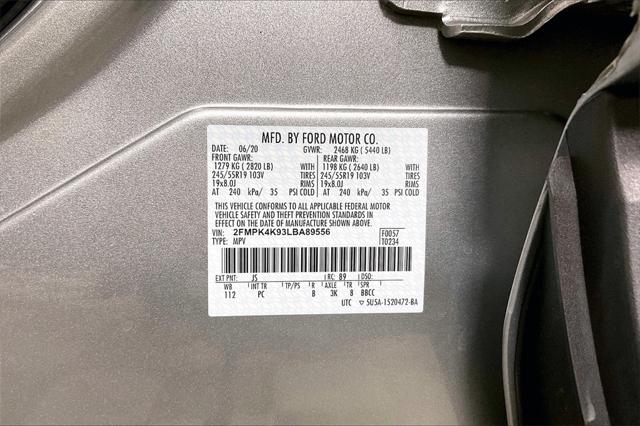 MFD. BY FORD MOTOR CO.
DATE: 06/20 GVWR: 2468 KG ( 5440 LB)
FRONT GAWR: REAR GAWR:
1279 KG ( 2820 LB) WITH 1198 KG ( 2640 LB) WITH
245/55R19 103V TIRES 245/55R19 103V TIRES
19x8.0J RIMS 19x8.0J RIMS
AT 240 kPa/ 35 PSI COLD AT 240 kPa/ 35 PSI COLD
THIS VEHICLE CONFORMS TO ALL APPLICABLE FEDERAL MOTOR
VEHICLE SAFETY AND THEFT PREVENTION STANDARDS IN
EFFECT ON THE DATE OF MANUFACTURE SHOWN ABOVE.
VIN: 2FMPK4K93LBA89556 F0057
TYPE: MPV T0234
EXT PNT: JS RC: B9 DSO:
WB INT TR TP/PS R AXLE TR SPR
112 PC B 3K 8 BBCC
UTC ▽ 5U5A-1520472-BA